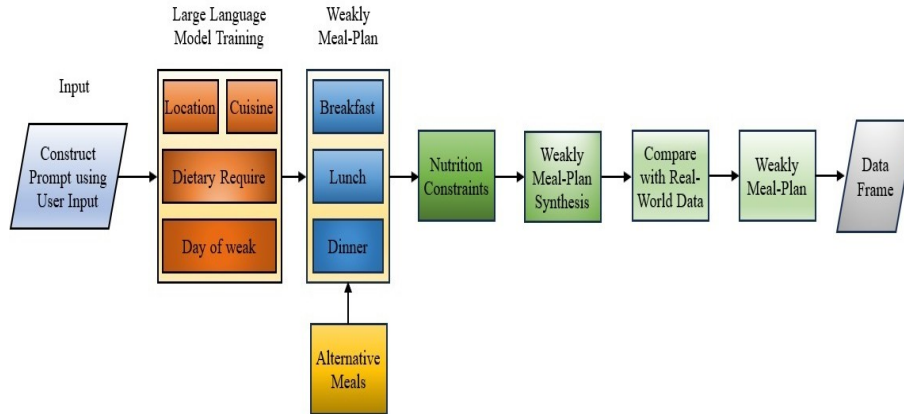 Large Language
Model Training
Weakly
Meal-Plan
Input
Location
Cuisine
Breakfast
Construct
Prompt using
User Input
Dietary Require
Lunch
Nutrition
Constraints
Weakly
Meal-Plan
Synthesis
Compare
with Real-
World Data
Weakly
Meal-Plan
Data
Frame
Day of weak
Dinner
Alternative
Meals